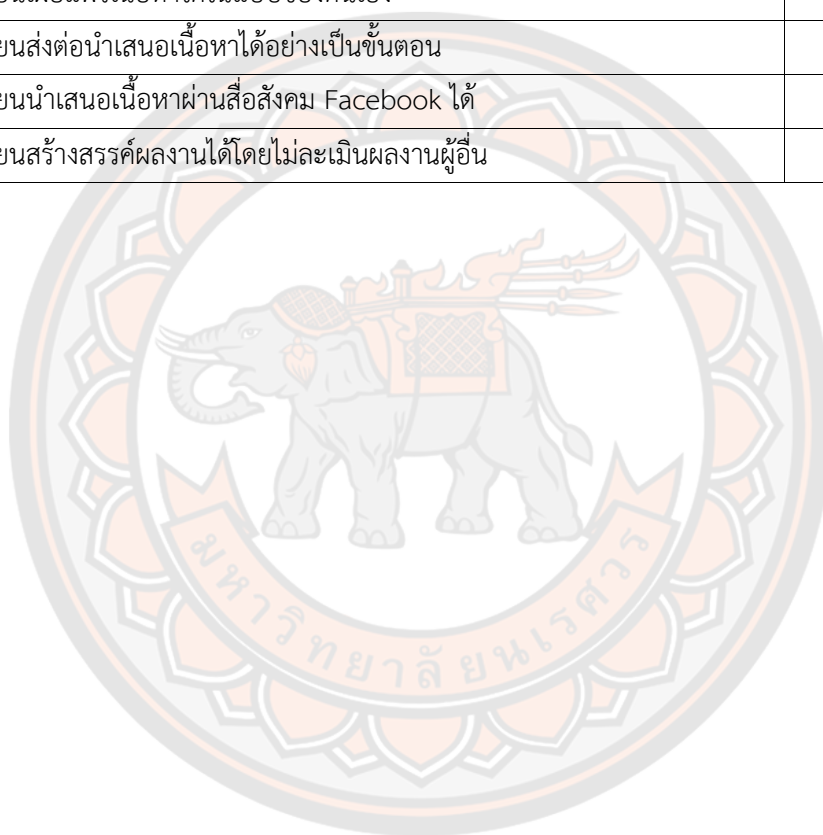 ยนส่งต่อนำเสนอเนื้อหาได้อย่างเป็นขั้นตอน
ยนนำเสนอเนื้อหาผ่านสื่อสังคม Facebook ได้
ยนสร้างสรรค์ผลงานได้โดยไม่ละเมินผลงานผู้อื่น
มหาวิทยาลัยนเรศวร